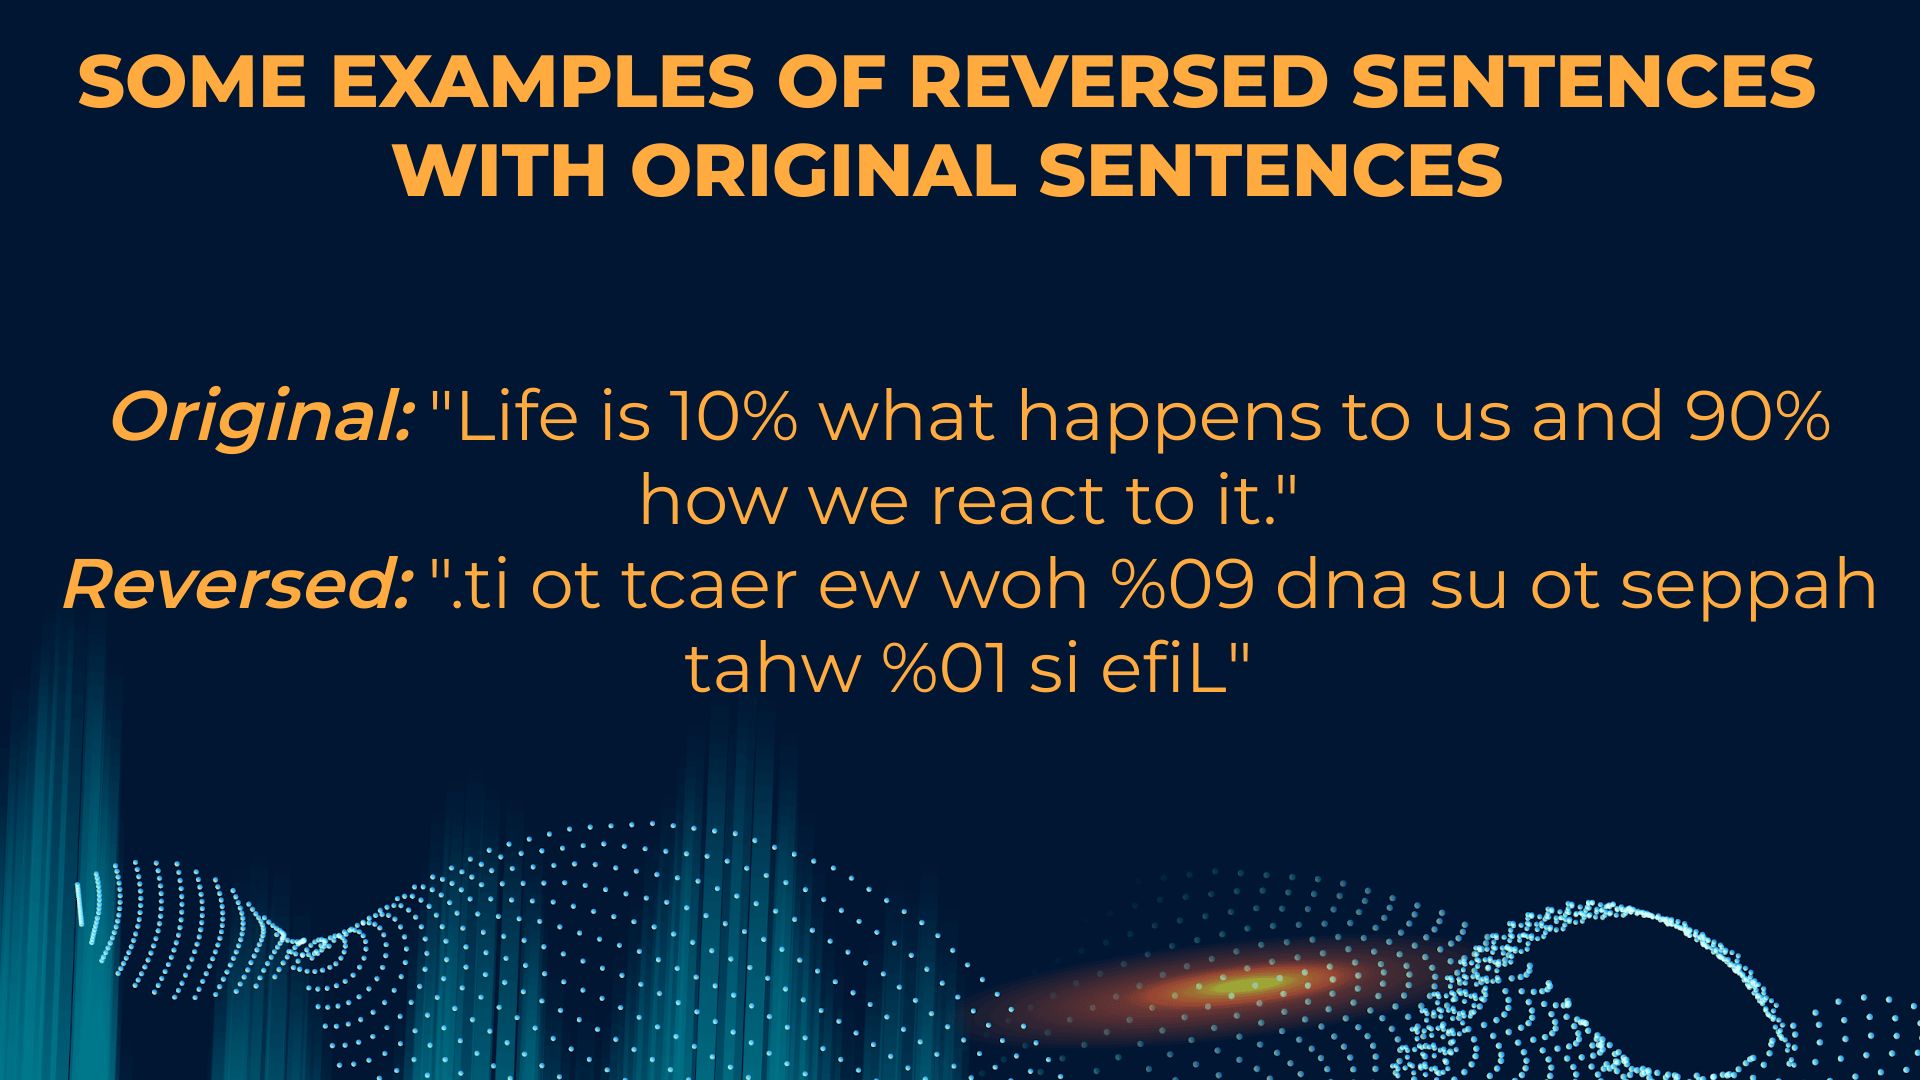 SOME EXAMPLES OF REVERSED SENTENCES
WITH ORIGINAL SENTENCES
Original: "Life is 10% what happens to us and 90%
how we react to it."
Reversed: ".ti ot tcaer ew woh %09 dna su ot seppah
tahw %01 si efiL"